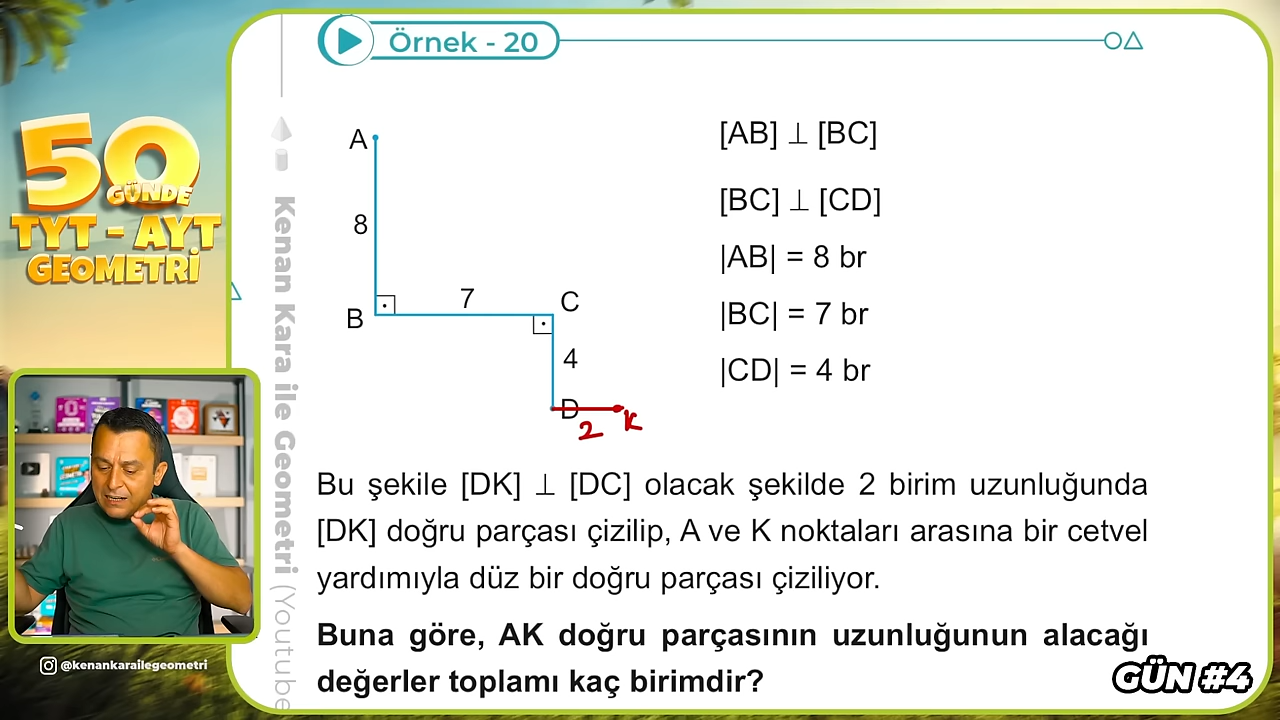 Örnek - 20
50
GÜNDE
TYT - AYT
GEOMETRİ
A
8
B
7
C
4
D
2
K
[AB] ⊥ [BC]
[BC] ⊥ [CD]
|AB| = 8 br
|BC| = 7 br
|CD| = 4 br
Kenan Kara ile Geometri (Youtube
Bu şekile [DK] ⊥ [DC] olacak şekilde 2 birim uzunluğunda
[DK] doğru parçası çizilip, A ve K noktaları arasına bir cetvel
yardımıyla düz bir doğru parçası çiziliyor.
Buna göre, AK doğru parçasının uzunluğunun alacağı
değerler toplamı kaç birimdir?
@kenankarailegeometri
GÜN #4